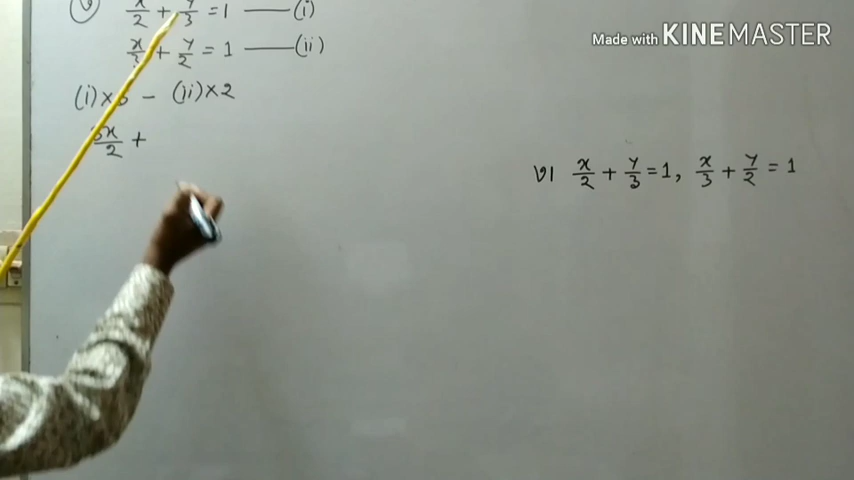 (v) x/2 + y/3 = 1 —— (i)
x/3 + y/2 = 1 —— (ii)
(i) × 3 – (ii) × 2
3x/2 +
VI x/2 + y/3 = 1, x/3 + y/2 = 1
Made with KINEMASTER